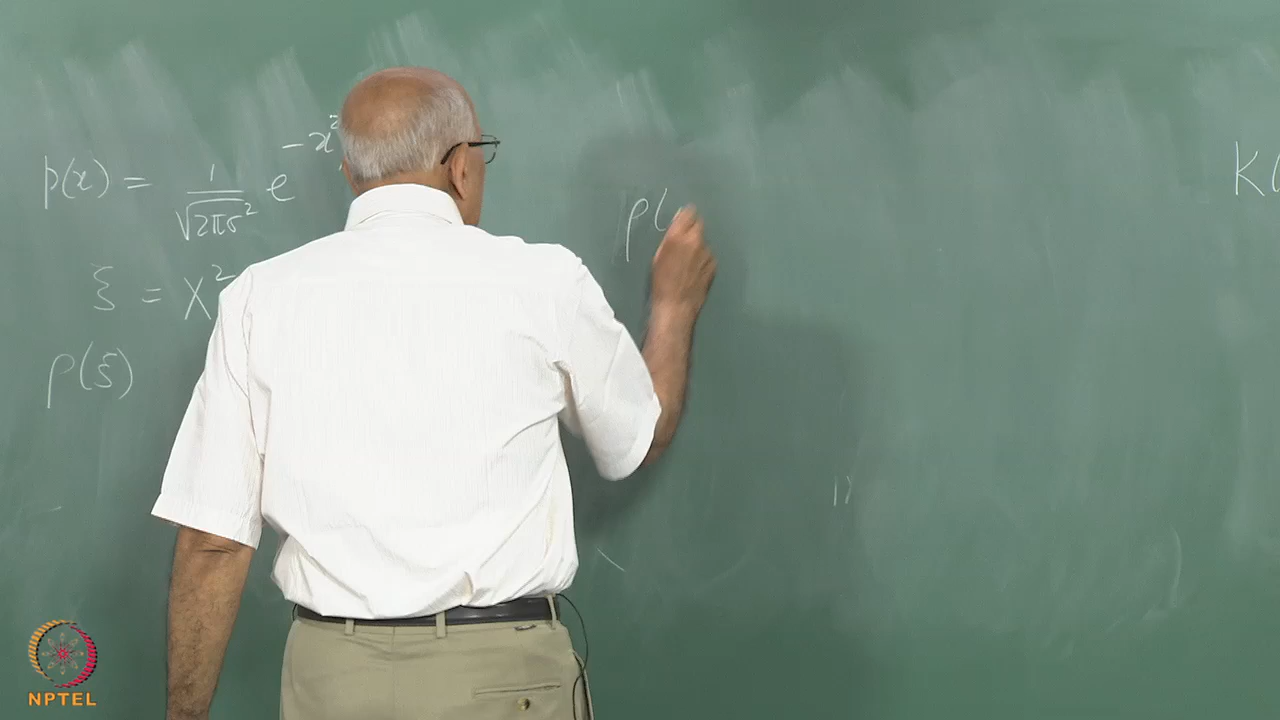 p(x) = 1/√2πσ² e^-x²
ξ = X²
ρ(ξ)
ρ(
K(
NPTEL